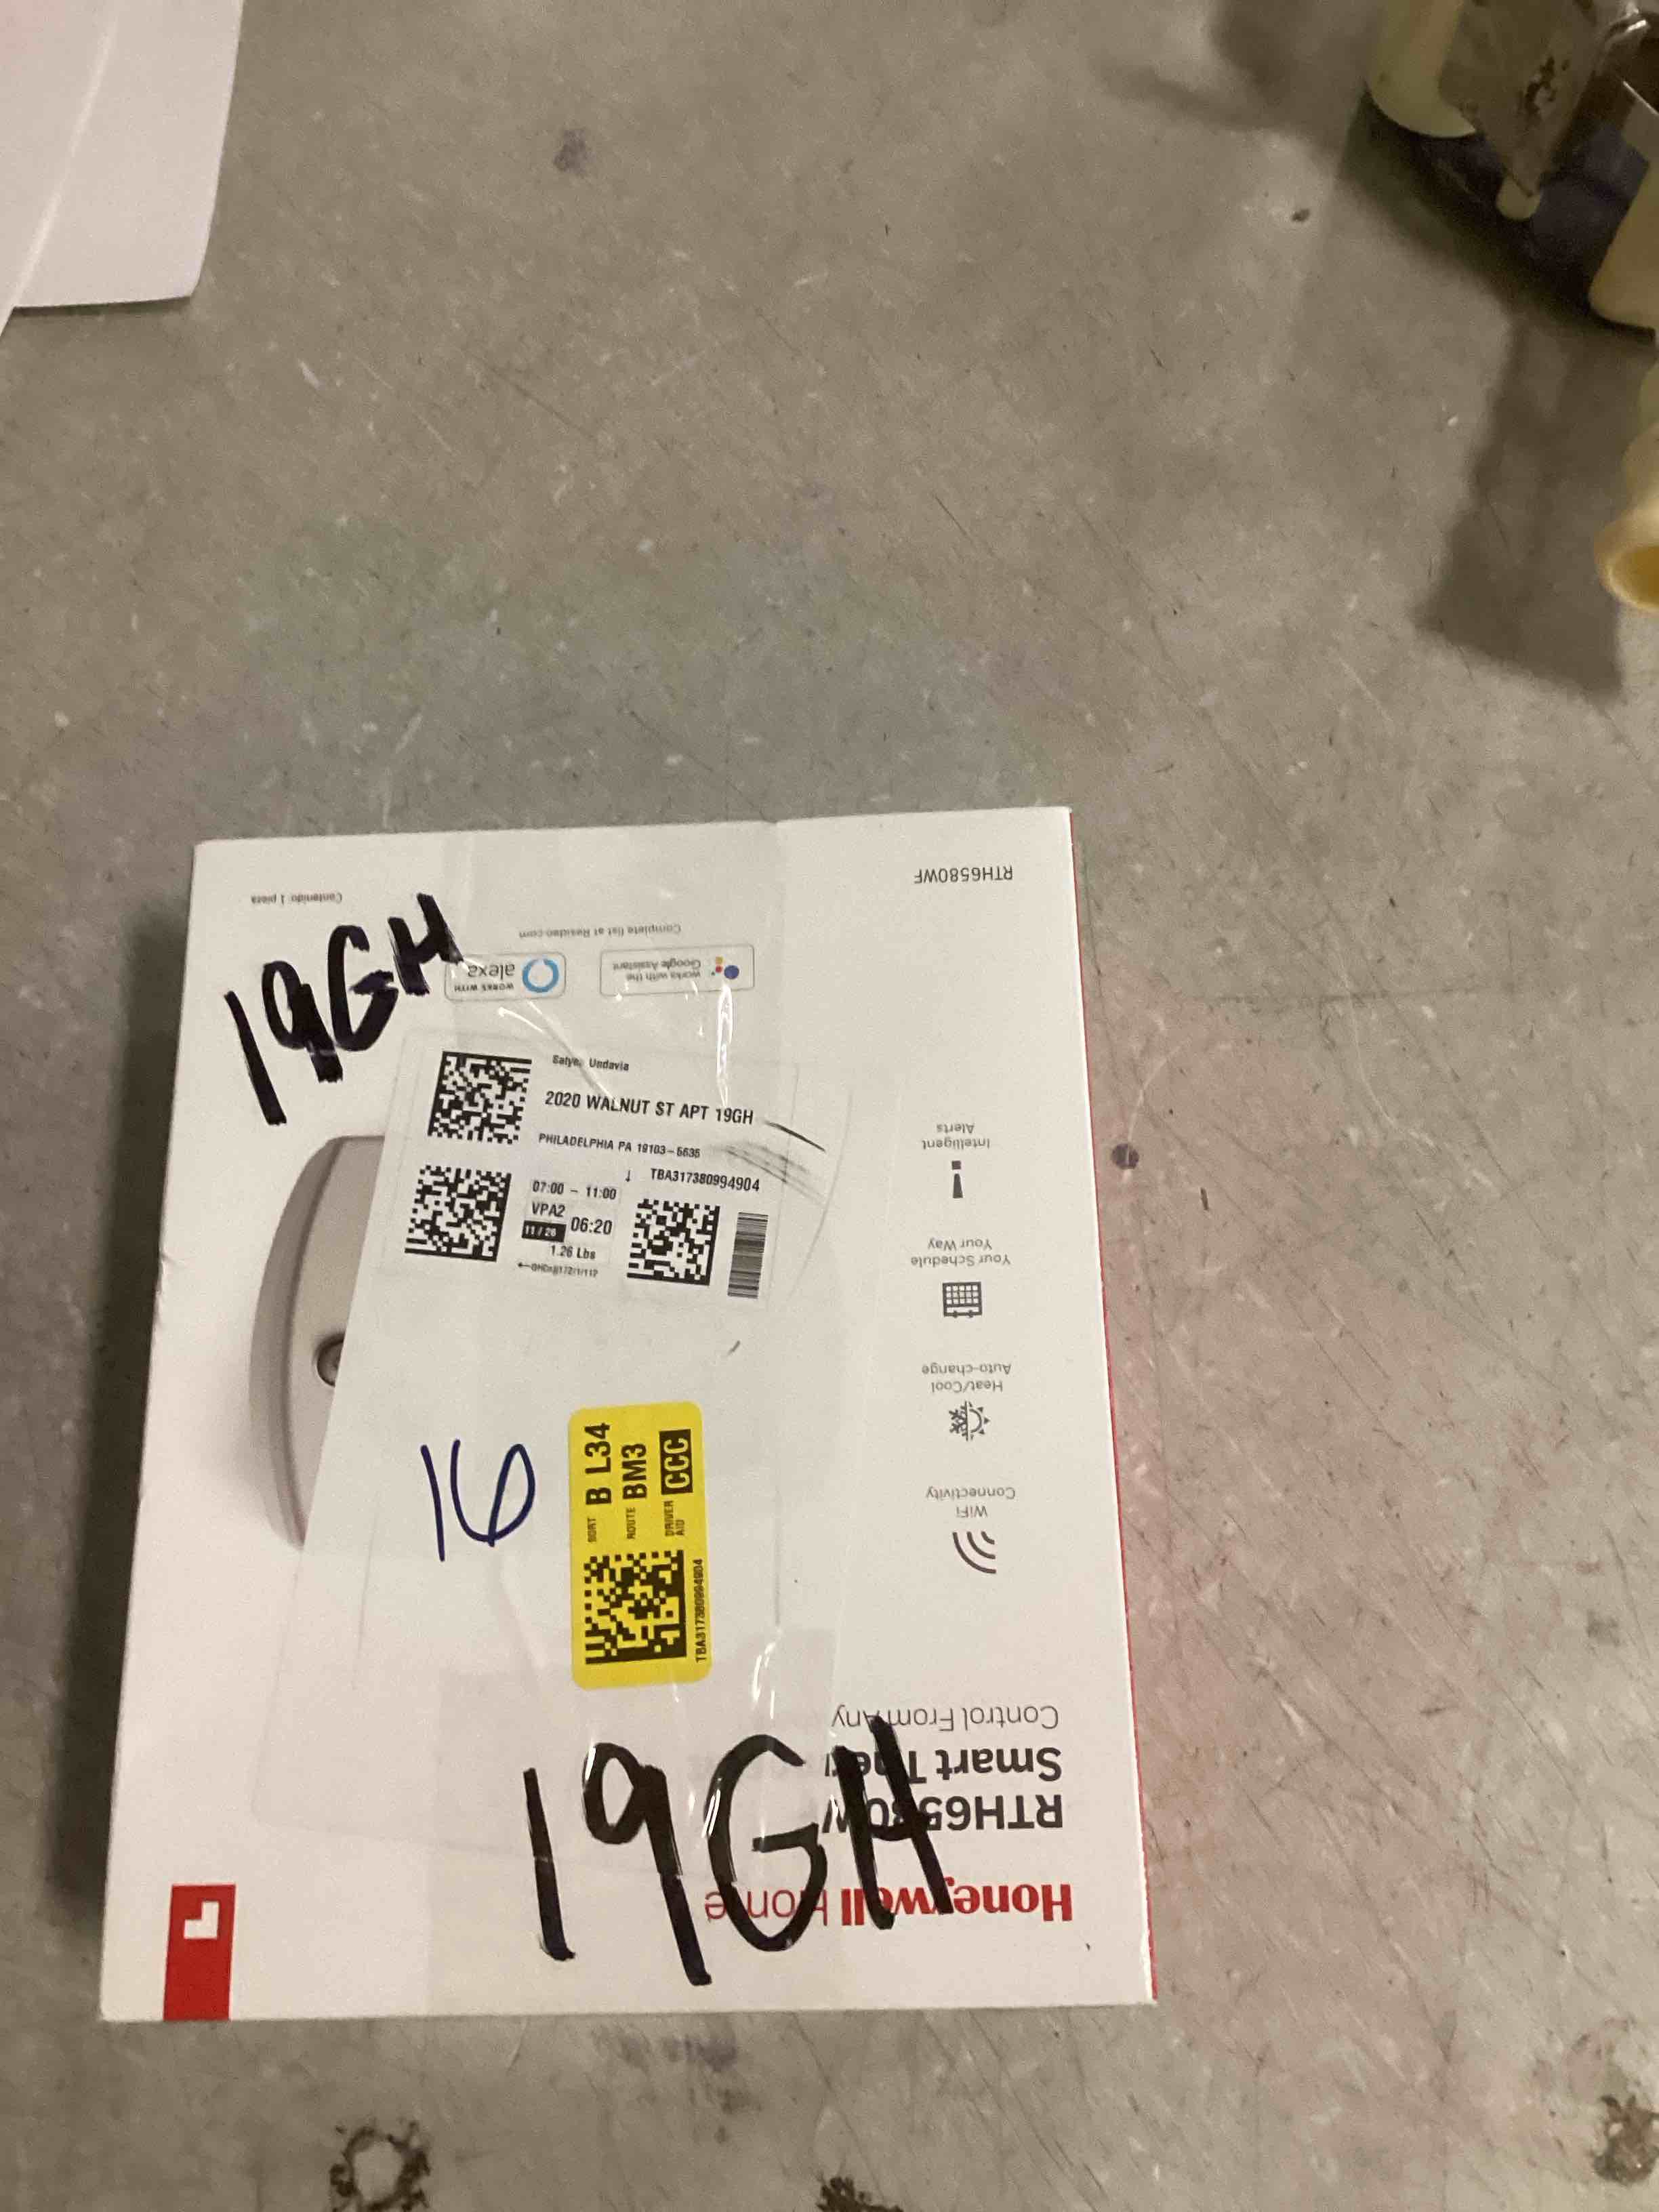 RTH6580WF
Contenido: 1 pieza
Complete list at Resideo.com
works with the
Google Assistant
WORKS WITH
alexa
19GH
Undavia
2020 WALNUT ST APT 19GH
PHILADELPHIA PA 19103-5635
↓ TBA317380994904
07:00 - 11:00
VPA2
11/26 06:20
1.26 Lbs
Intelligent
Alerts
Your Schedule
Your Way
Heat/Cool
Auto-change
WiFi
Connectivity
16
SORT B L34
ROUTE BM3
DRIVER AID CCC
TBA317380994904
Control From Any
Smart
19GH
Honeywell Home